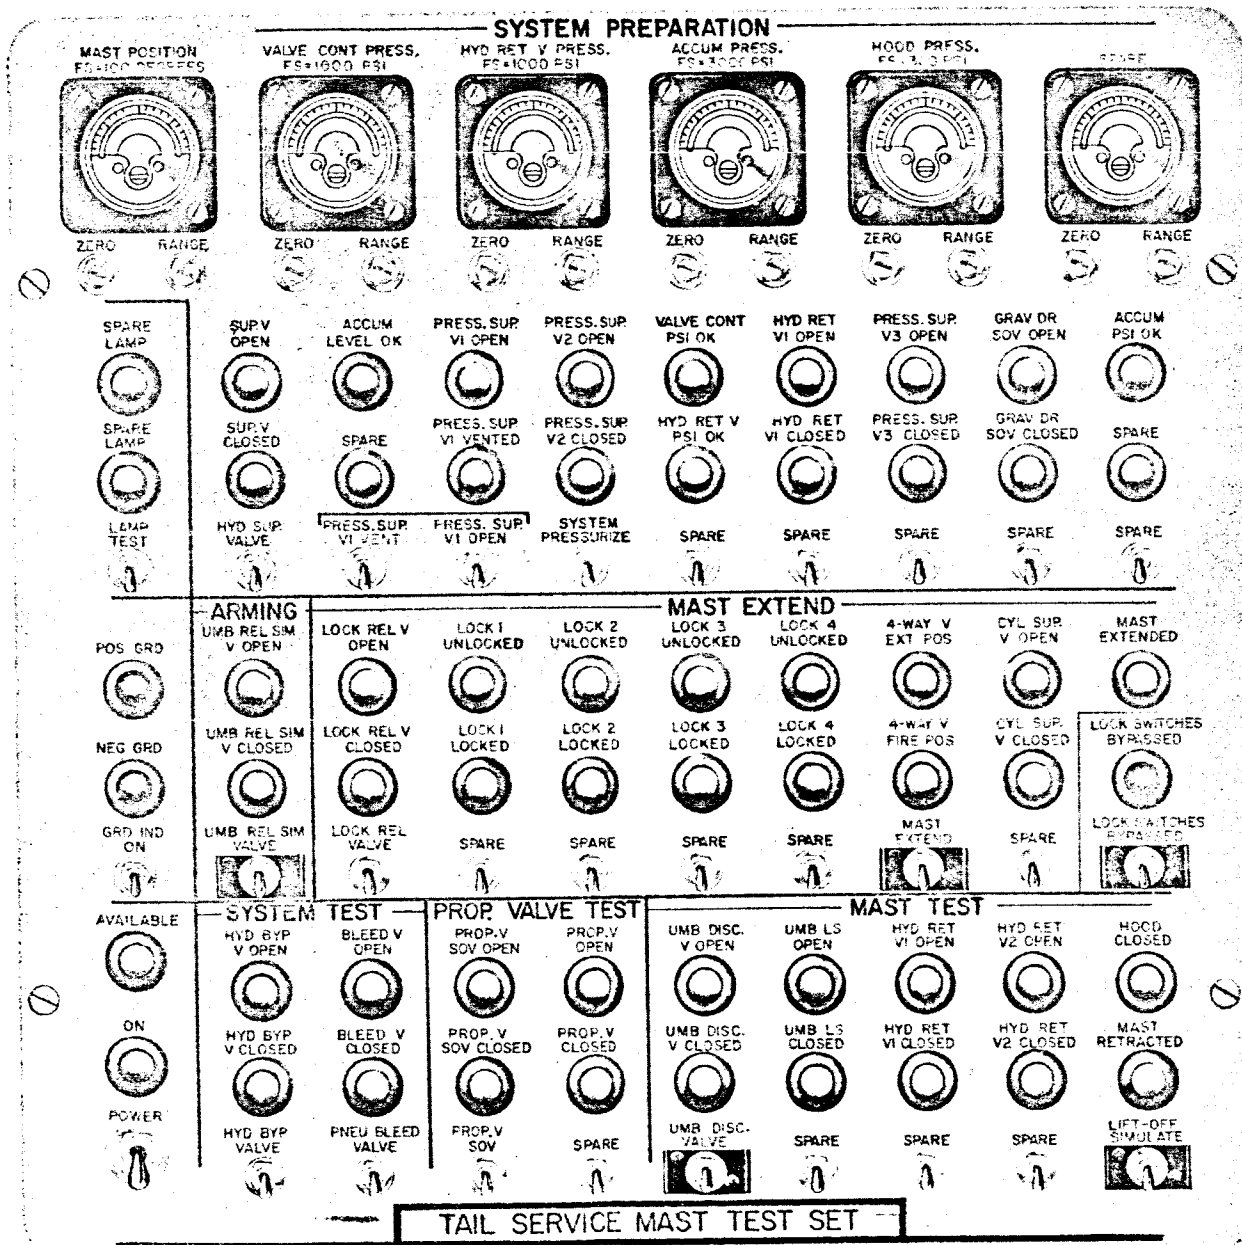 SYSTEM PREPARATION
MAST POSITION
FS=100 DEGREES
VALVE CONT PRESS.
FS=1000 PSI
HYD RET V PRESS.
FS=1000 PSI
ACCUM PRESS.
FS=3000 PSI
HOOD PRESS.
FS=300 PSI
SPARE
ZERO RANGE ZERO RANGE ZERO RANGE ZERO RANGE ZERO RANGE ZERO RANGE
SPARE
LAMP
SUP.V
OPEN
ACCUM
LEVEL OK
PRESS. SUP.
V1 OPEN
PRESS. SUP.
V2 OPEN
VALVE CONT
PSI OK
HYD RET
V1 OPEN
PRESS. SUP.
V3 OPEN
GRAV DR
SOV OPEN
ACCUM
PSI OK
SPARE
LAMP
SUP.V
CLOSED
SPARE
PRESS. SUP.
V1 VENTED
PRESS. SUP.
V2 CLOSED
HYD RET V
PSI OK
HYD RET
V1 CLOSED
PRESS. SUP.
V3 CLOSED
GRAV DR
SOV CLOSED
SPARE
LAMP
TEST
HYD SUP.
VALVE
PRESS. SUP.
V1 VENT
PRESS. SUP.
V1 OPEN
SYSTEM
PRESSURIZE
SPARE
SPARE
SPARE
SPARE
SPARE
ARMING
MAST EXTEND
POS GRD
UMB REL SIM
V OPEN
LOCK REL V
OPEN
LOCK 1
UNLOCKED
LOCK 2
UNLOCKED
LOCK 3
UNLOCKED
LOCK 4
UNLOCKED
4-WAY V
EXT POS
CYL SUP.
V OPEN
MAST
EXTENDED
NEG GRD
UMB REL SIM
V CLOSED
LOCK REL V
CLOSED
LOCK 1
LOCKED
LOCK 2
LOCKED
LOCK 3
LOCKED
LOCK 4
LOCKED
4-WAY V
FIRE POS
CYL SUP.
V CLOSED
LOCK SWITCHES
BYPASSED
GRD IND
ON
UMB REL SIM
VALVE
LOCK REL
VALVE
SPARE
SPARE
SPARE
SPARE
MAST
EXTEND
SPARE
LOCK SWITCHES
BYPASSED
SYSTEM TEST
PROP. VALVE TEST
MAST TEST
AVAILABLE
HYD BYP
V OPEN
BLEED V
OPEN
PROP.V
SOV OPEN
PROP.V
OPEN
UMB DISC.
V OPEN
UMB LS
OPEN
HYD RET
V1 OPEN
HYD RET
V2 OPEN
HOOD
CLOSED
ON
HYD BYP
V CLOSED
BLEED V
CLOSED
PROP. V
SOV CLOSED
PROP. V
CLOSED
UMB DISC.
V CLOSED
UMB LS
CLOSED
HYD RET
V1 CLOSED
HYD RET
V2 CLOSED
MAST
RETRACTED
POWER
HYD BYP
VALVE
PNEU BLEED
VALVE
PROP.V
SOV
SPARE
UMB DISC.
VALVE
SPARE
SPARE
SPARE
LIFT-OFF
SIMULATE
TAIL SERVICE MAST TEST SET